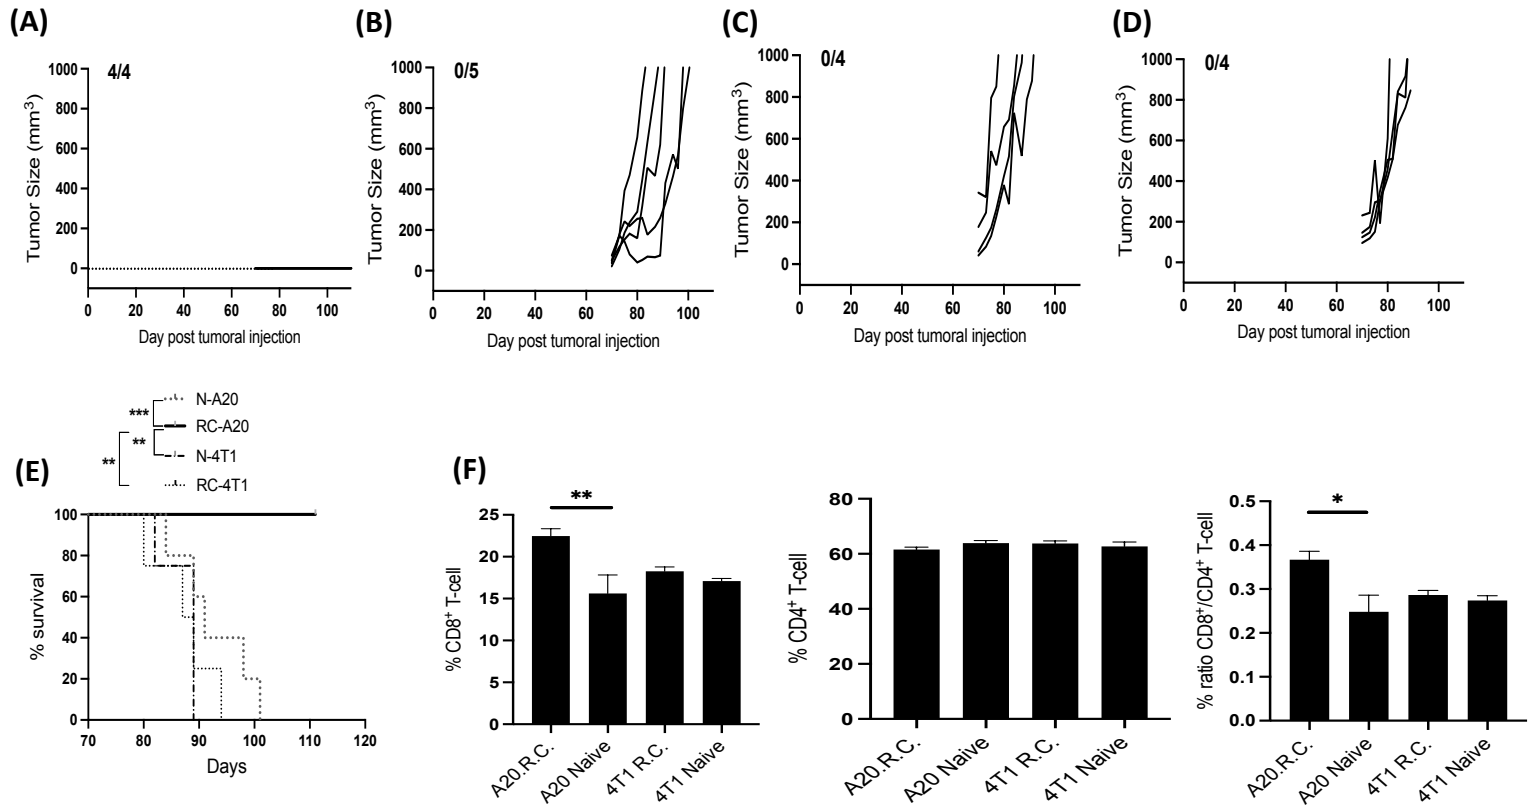 (A)
4/4
1000
800
600
400
200
0
Tumor Size (mm³)
0 20 40 60 80 100
Day post tumoral injection
(B)
0/5
1000
800
600
400
200
0
Tumor Size (mm³)
0 20 40 60 80 100
Day post tumoral injection
(C)
0/4
1000
800
600
400
200
0
Tumor Size (mm³)
0 20 40 60 80 100
Day post tumoral injection
(D)
0/4
1000
800
600
400
200
0
Tumor Size (mm³)
0 20 40 60 80 100
Day post tumoral injection
(E)
*** N-A20
RC-A20
** N-4T1
** RC-4T1
100
80
60
40
20
0
% survival
70 80 90 100 110 120
Days
(F)
**
25
20
15
10
5
0
% CD8⁺ T-cell
A20.R.C.
A20 Naive
4T1 R.C.
4T1 Naive
80
60
40
20
0
% CD4⁺ T-cell
A20 R.C.
A20 Naive
4T1 R.C.
4T1 Naive
*
0.5
0.4
0.3
0.2
0.1
0.0
% ratio CD8⁺/CD4⁺ T-cell
A20 R.C.
A20 Naive
4T1 R.C.
4T1 Naive